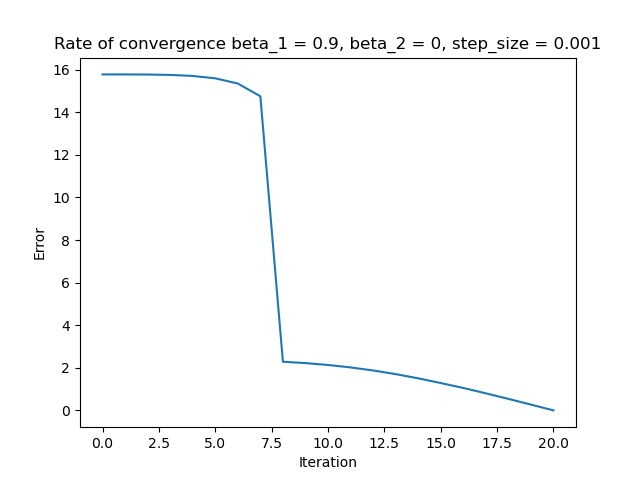 Rate of convergence beta_1 = 0.9, beta_2 = 0, step_size = 0.001
16
14
12
10
8
6
4
2
0
Error
0.0 2.5 5.0 7.5 10.0 12.5 15.0 17.5 20.0
Iteration